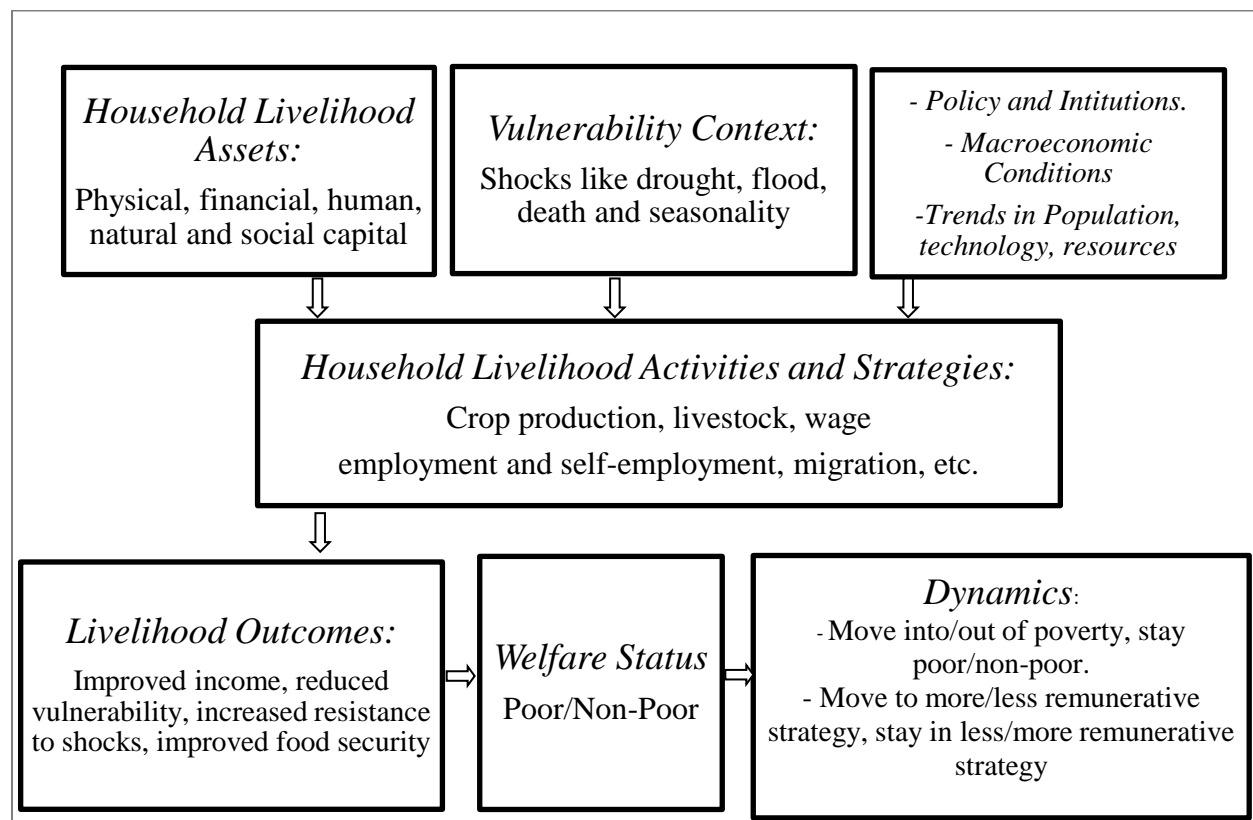 Household Livelihood
Assets:
Physical, financial, human,
natural and social capital
Vulnerability Context:
Shocks like drought, flood,
death and seasonality
- Policy and Intitutions.
- Macroeconomic
Conditions
-Trends in Population,
technology, resources
Household Livelihood Activities and Strategies:
Crop production, livestock, wage
employment and self-employment, migration, etc.
Livelihood Outcomes:
Improved income, reduced
vulnerability, increased resistance
to shocks, improved food security
Welfare Status
Poor/Non-Poor
Dynamics:
- Move into/out of poverty, stay
poor/non-poor.
- Move to more/less remunerative
strategy, stay in less/more remunerative
strategy